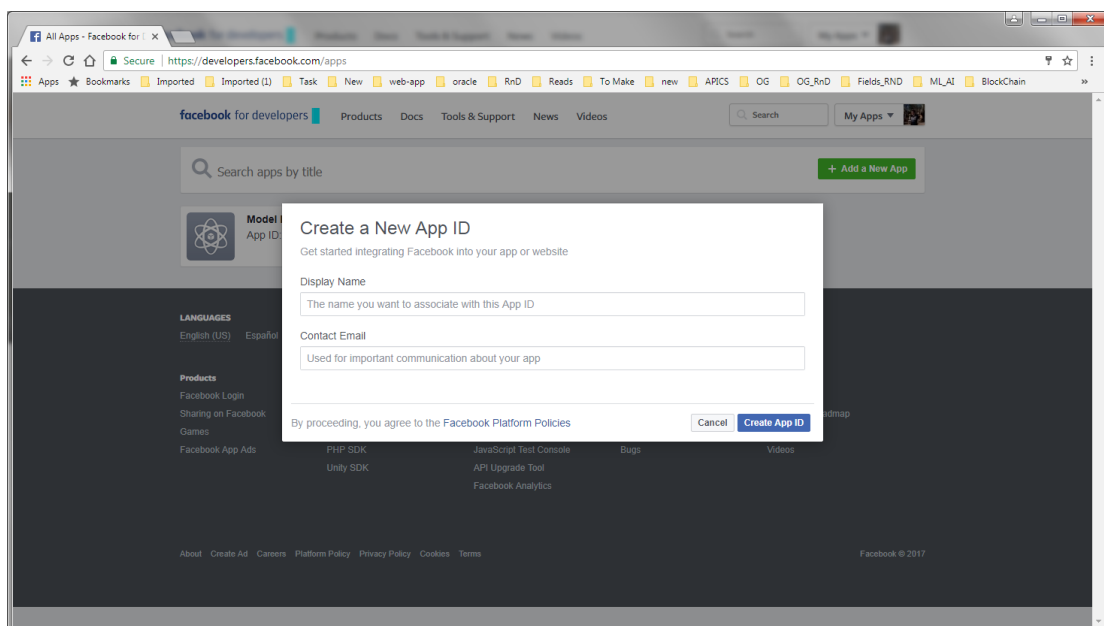 All Apps - Facebook for
Secure | https://developers.facebook.com/apps
Apps Bookmarks Imported Imported (1) Task New web-app oracle RnD Reads To Make new APICS OG OG_RnD Fields_RND ML_AI BlockChain »
facebook for developers Products Docs Tools & Support News Videos Search My Apps
Search apps by title + Add a New App
Model
App ID:
Create a New App ID
Get started integrating Facebook into your app or website
Display Name
The name you want to associate with this App ID
Contact Email
Used for important communication about your app
By proceeding, you agree to the Facebook Platform Policies Cancel Create App ID
LANGUAGES
English (US) Español
Products
Facebook Login
Sharing on Facebook
Games
Facebook App Ads PHP SDK JavaScript Test Console Bugs Videos
Unity SDK API Upgrade Tool
Facebook Analytics
About Create Ad Careers Platform Policy Privacy Policy Cookies Terms Facebook © 2017